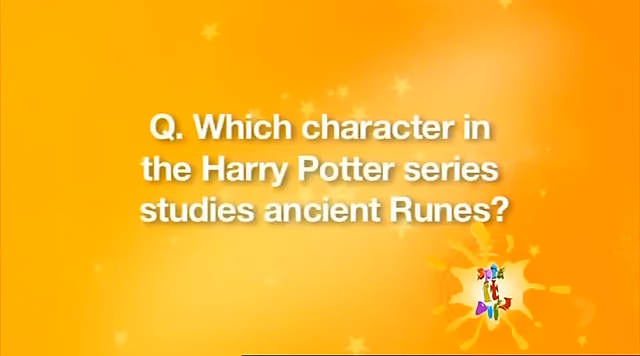 Q. Which character in
the Harry Potter series
studies ancient Runes?